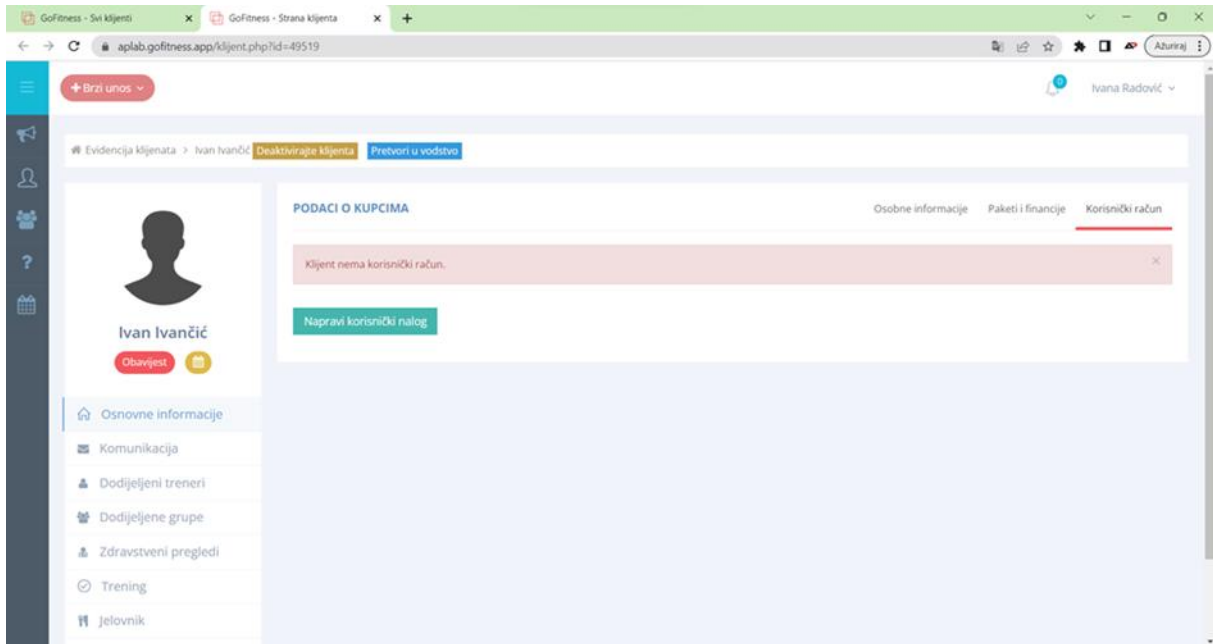 GoFitness - Svi klijenti
GoFitness - Strana klijenta
aplab.gofitness.app/klijent.php?id=49519
Ažuriraj
+ Brzi unos
0
Ivana Radović
Evidencija klijenata > Ivan Ivančić Deaktivirajte klijenta Pretvori u vodstvo
PODACI O KUPCIMA
Osobne informacije Paketi i financije Korisnički račun
Klijent nema korisnički račun.
Napravi korisnički nalog
Ivan Ivančić
Obavijest
Osnovne informacije
Komunikacija
Dodijeljeni treneri
Dodijeljene grupe
Zdravstveni pregledi
Trening
Jelovnik